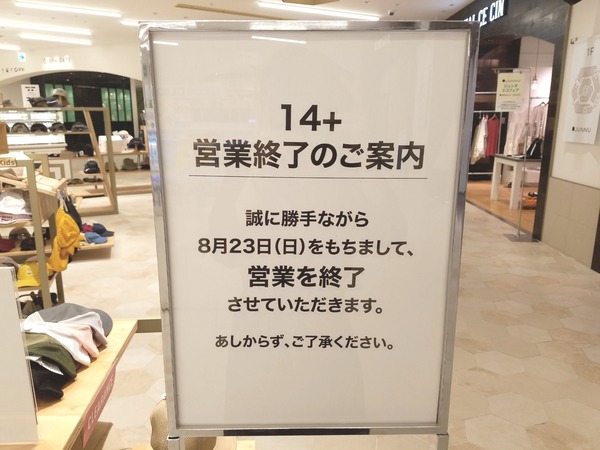 14+
営業終了のご案内
誠に勝手ながら
8月23日(日)をもちまして、
営業を終了
させていただきます。
あしからず、ご了承ください。
Kids
1F